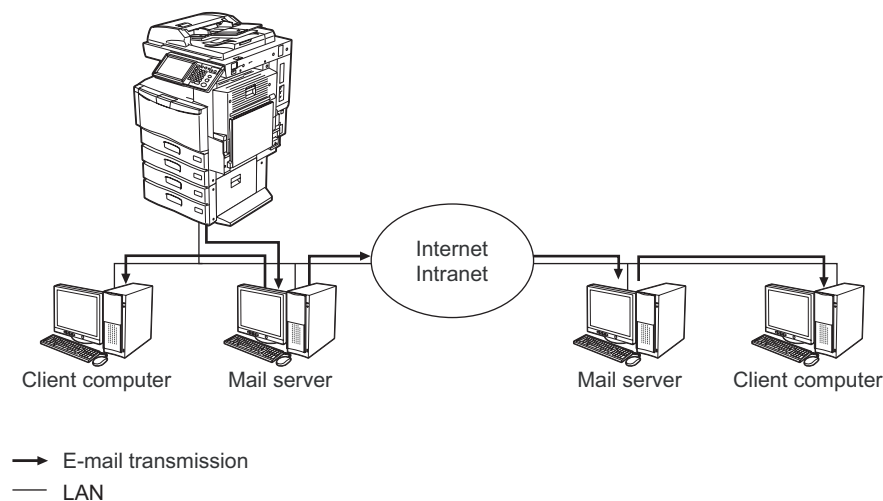 Internet
Intranet
Client computer
Mail server
Mail server
Client computer
E-mail transmission
LAN